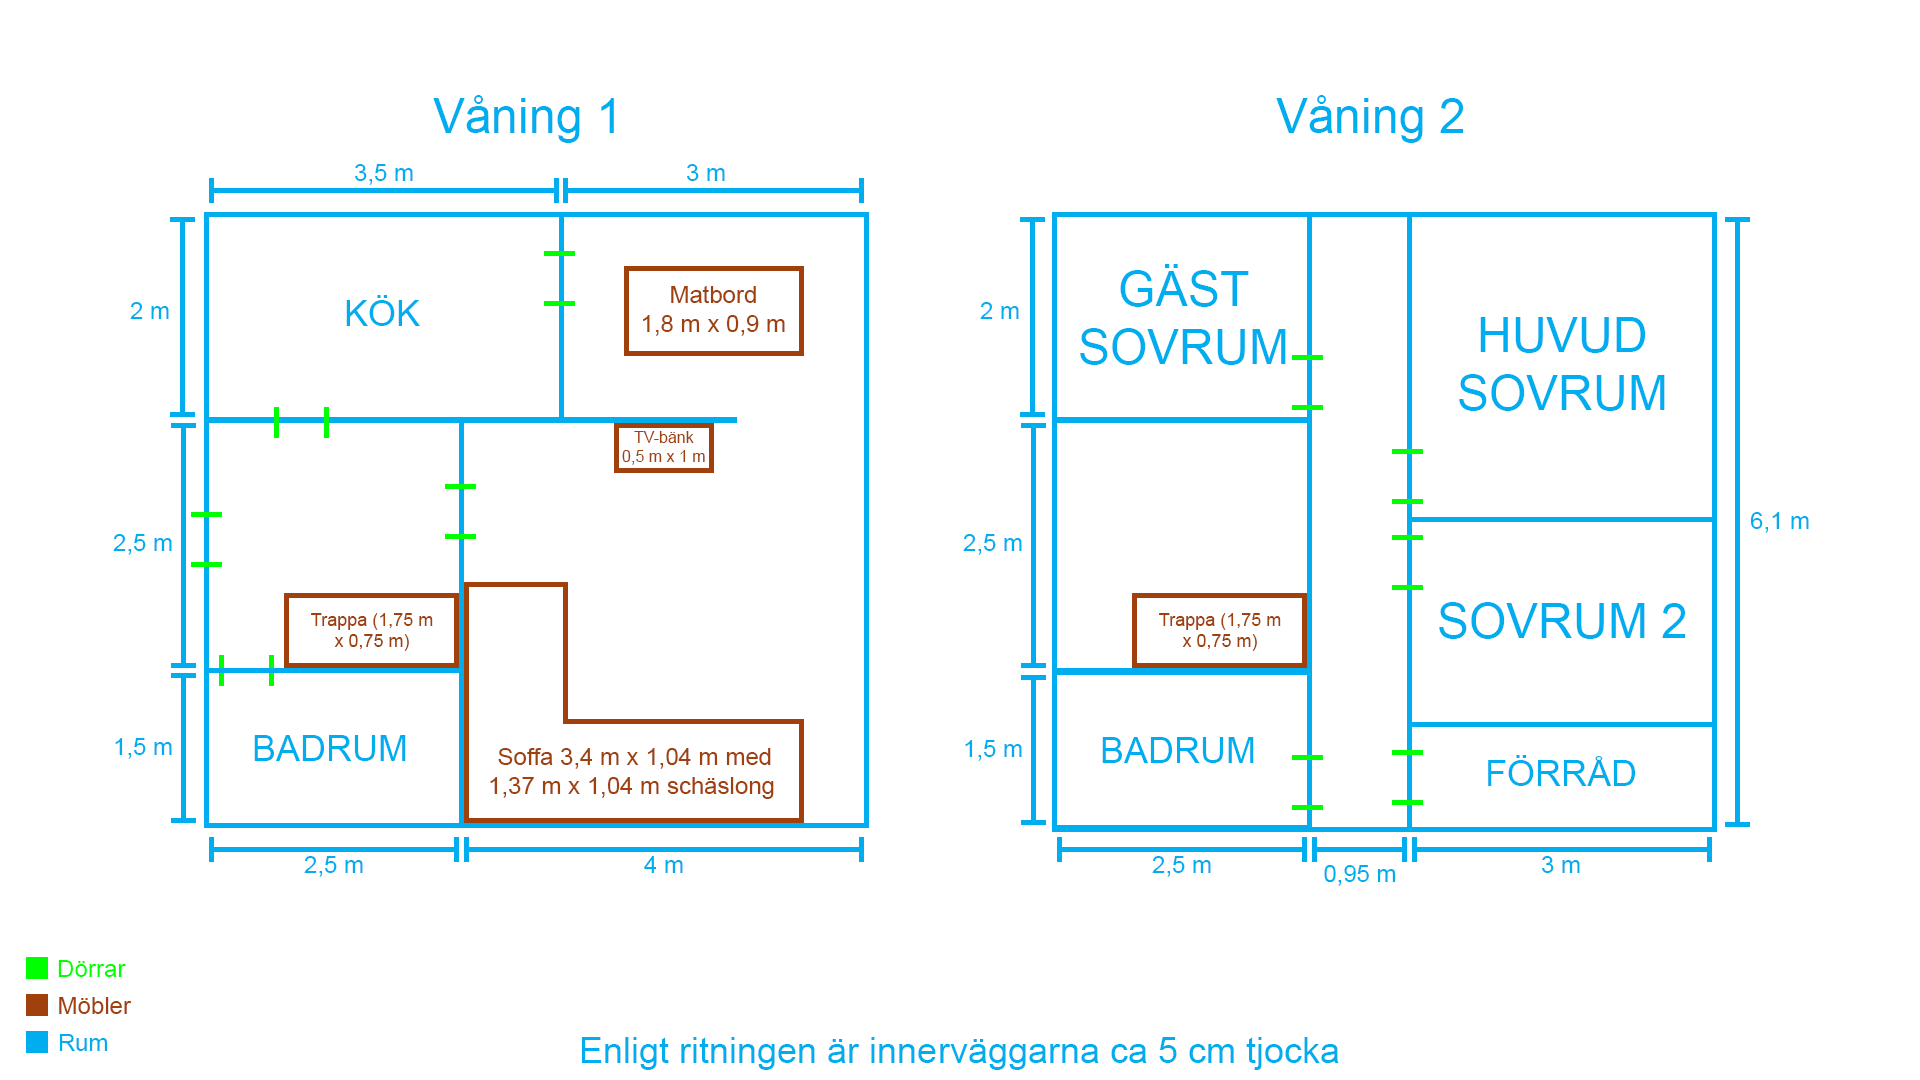 Våning 1
3,5 m
3 m
2 m
2,5 m
1,5 m
KÖK
Matbord
1,8 m x 0,9 m
TV-bänk
0,5 m x 1 m
Trappa (1,75 m
x 0,75 m)
BADRUM
Soffa 3,4 m x 1,04 m med
1,37 m x 1,04 m schäslong
2,5 m
4 m
Våning 2
2 m
2,5 m
1,5 m
GÄST
SOVRUM
HUVUD
SOVRUM
6,1 m
Trappa (1,75 m
x 0,75 m)
SOVRUM 2
BADRUM
FÖRRÅD
2,5 m
0,95 m
3 m
Dörrar
Möbler
Rum
Enligt ritningen är innerväggarna ca 5 cm tjocka